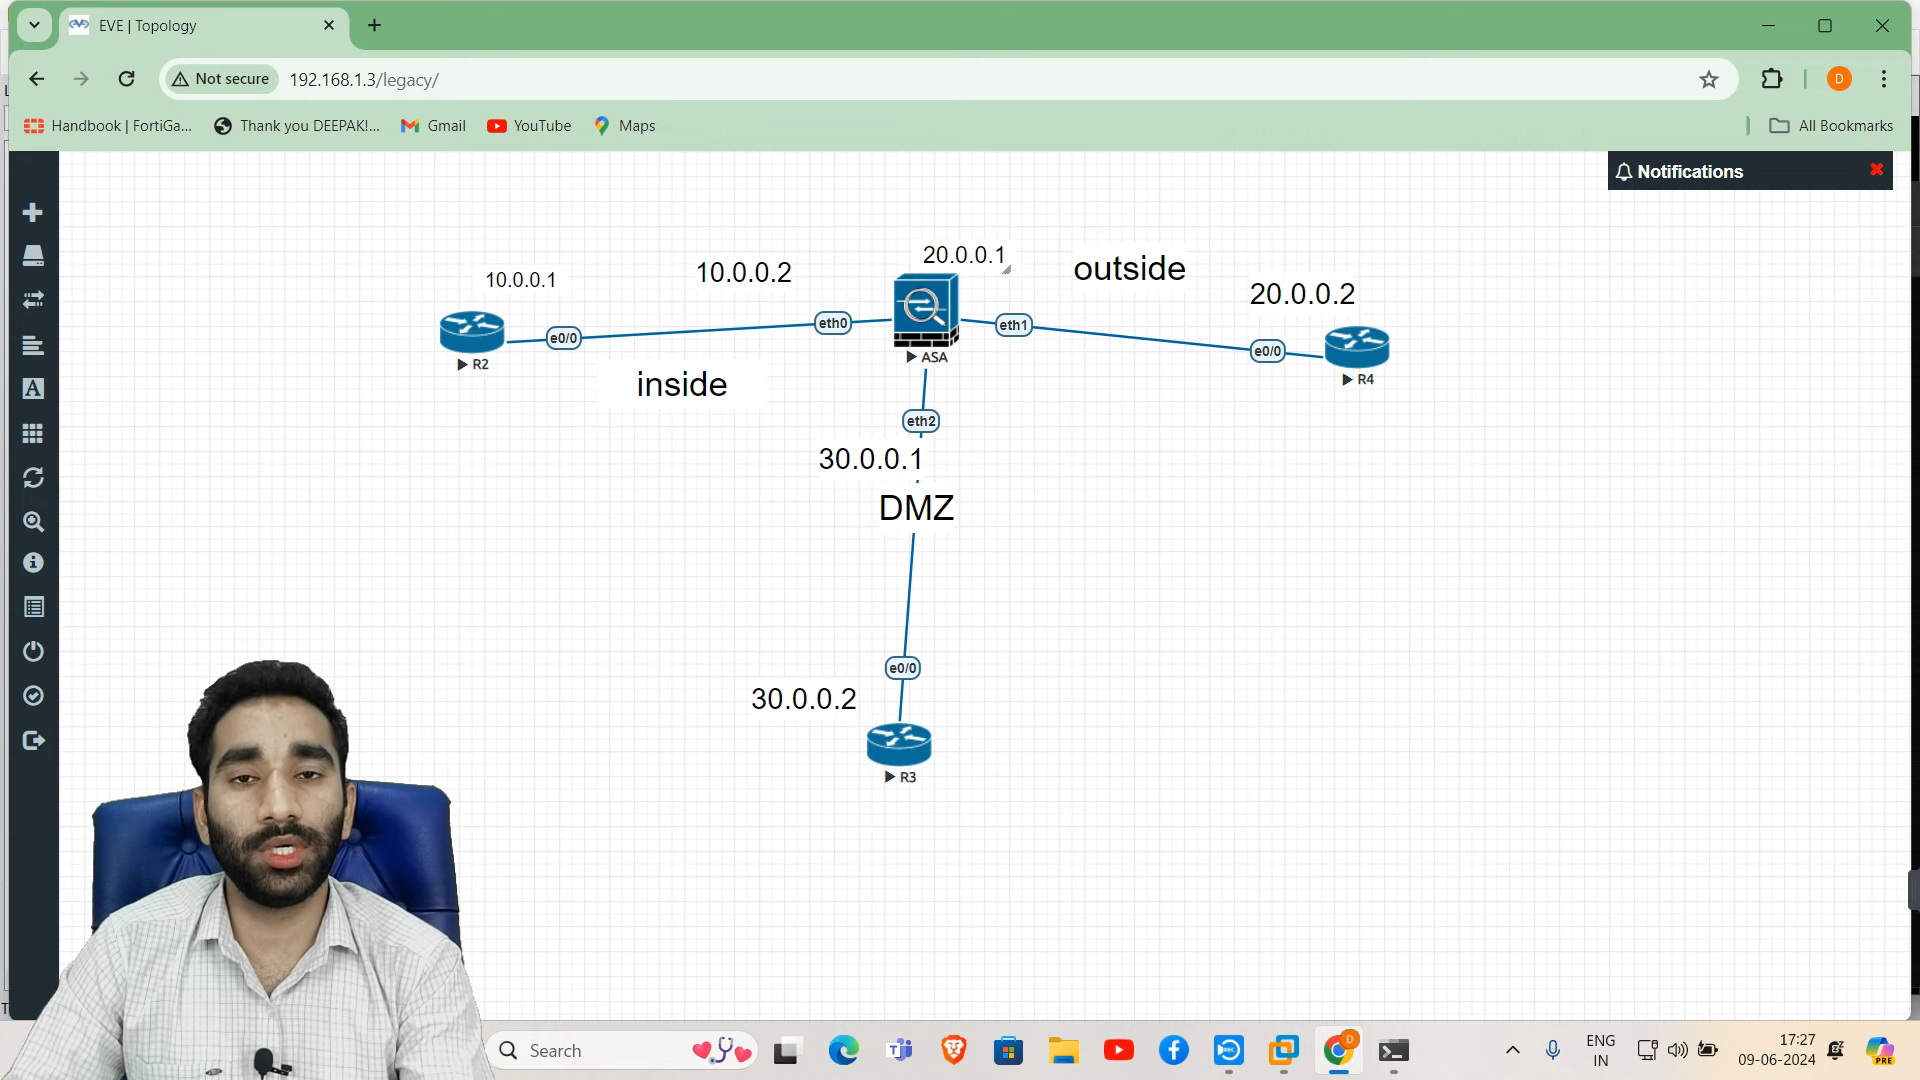 EVE | Topology
Not secure
192.168.1.3/legacy/
D
Handbook | FortiGa...
Thank you DEEPAK!...
Gmail
YouTube
Maps
All Bookmarks
Notifications
20.0.0.1
outside
10.0.0.2
10.0.0.1
20.0.0.2
eth0
eth1
e0/0
e0/0
R2
ASA
R4
inside
eth2
30.0.0.1
DMZ
e0/0
30.0.0.2
R3
Search
D
ENG
IN
17:27
09-06-2024
PRE